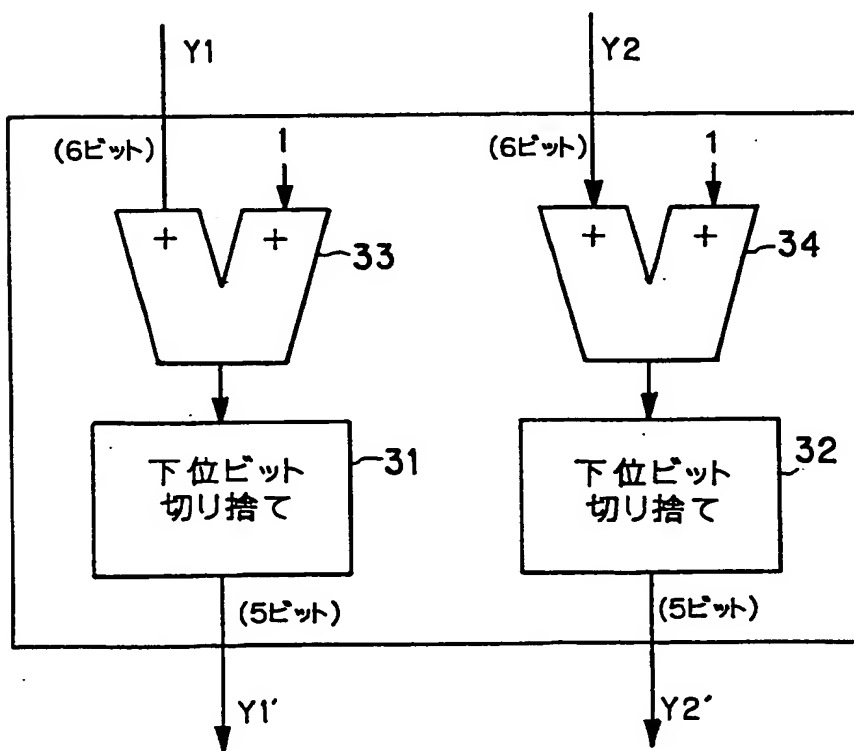 Y1
Y2
(6ビット)
1
(6ビット)
1
+
+
33
+
+
34
下位ビット
切り捨て
31
下位ビット
切り捨て
32
(5ビット)
(5ビット)
Y1'
Y2'